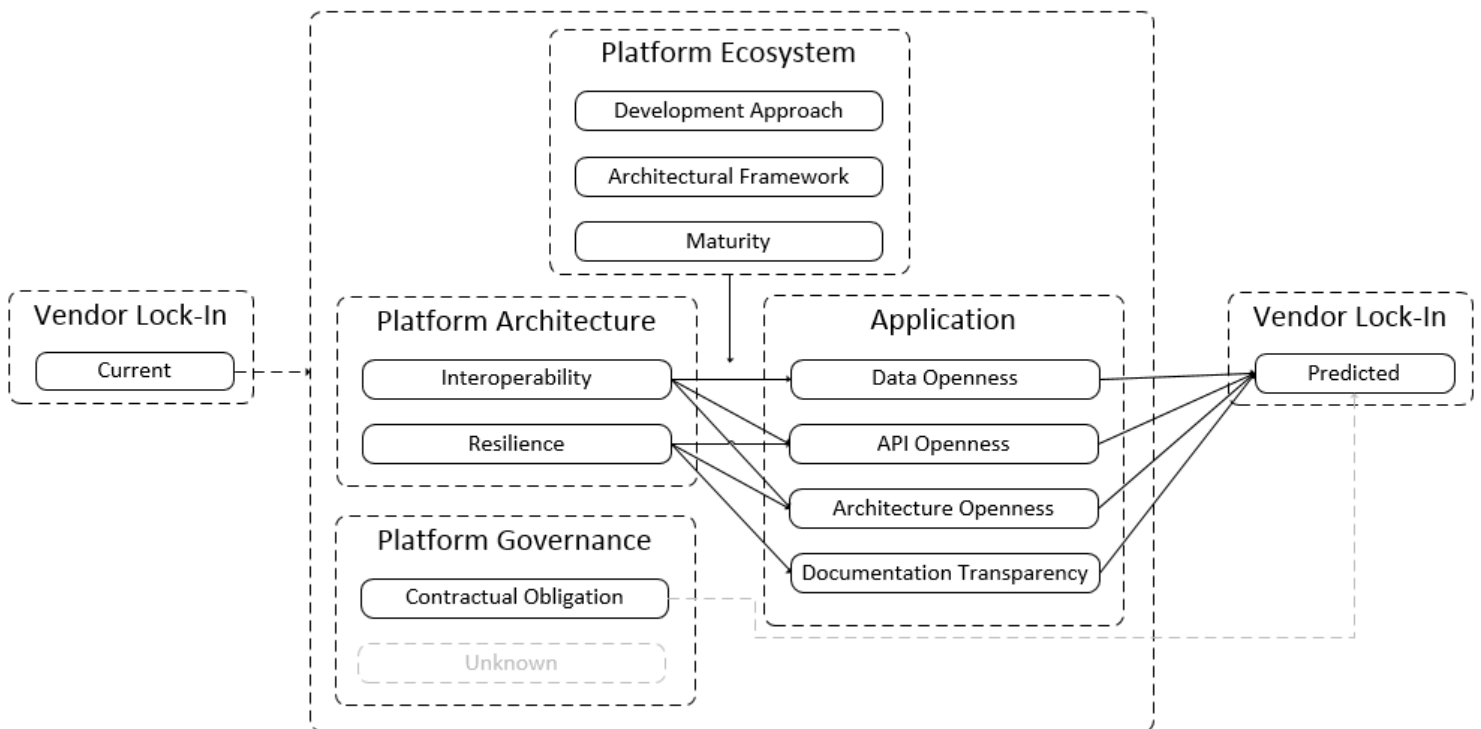 Platform Ecosystem
Development Approach
Architectural Framework
Maturity
Vendor Lock-In
Current
Platform Architecture
Interoperability
Resilience
Platform Governance
Contractual Obligation
Unknown
Application
Data Openness
API Openness
Architecture Openness
Documentation Transparency
Vendor Lock-In
Predicted